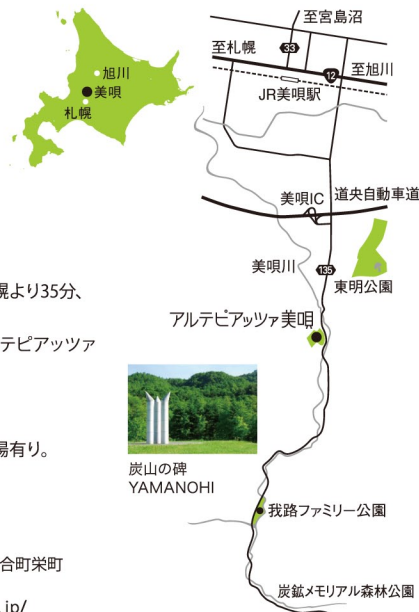 至宮島沼
至札幌
33
至旭川
12
JR美唄駅
旭川
美唄
札幌
美唄IC
道央自動車道
美唄川
135
東明公園
幌より35分、
アルテピアッツァ美唄
テピアッツァ
場有り。
炭山の碑
YAMANOHI
我路ファミリー公園
合町栄町
炭鉱メモリアル森林公園
.jp/